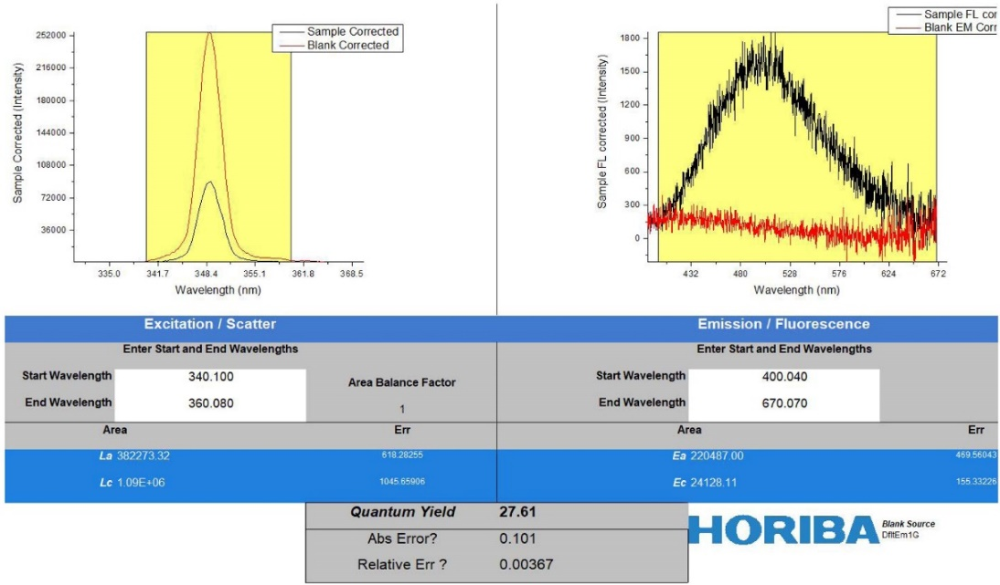 Sample Corrected
Blank Corrected
Sample Corrected (Intensity)
252000
216000
180000
144000
108000
72000
36000
335.0 341.7 348.4 355.1 361.8 368.5
Wavelength (nm)
Sample FL cor
Blank EM Corr
Sample FL corrected (Intensity)
1800
1500
1200
900
600
300
0
432 480 528 576 624 672
Wavelength (nm)
Excitation / Scatter
Enter Start and End Wavelengths
Start Wavelength 340.100
End Wavelength 360.080
Area Balance Factor
1
Area Err
La 382273.32 618.28255
Lc 1.09E+06 1045.65906
Emission / Fluorescence
Enter Start and End Wavelengths
Start Wavelength 400.040
End Wavelength 670.070
Area Err
Ea 220487.00 469.56043
Ec 24128.11 155.33226
Quantum Yield 27.61
Abs Error? 0.101
Relative Err ? 0.00367
HORIBA
Blank Source
DfltEm1G